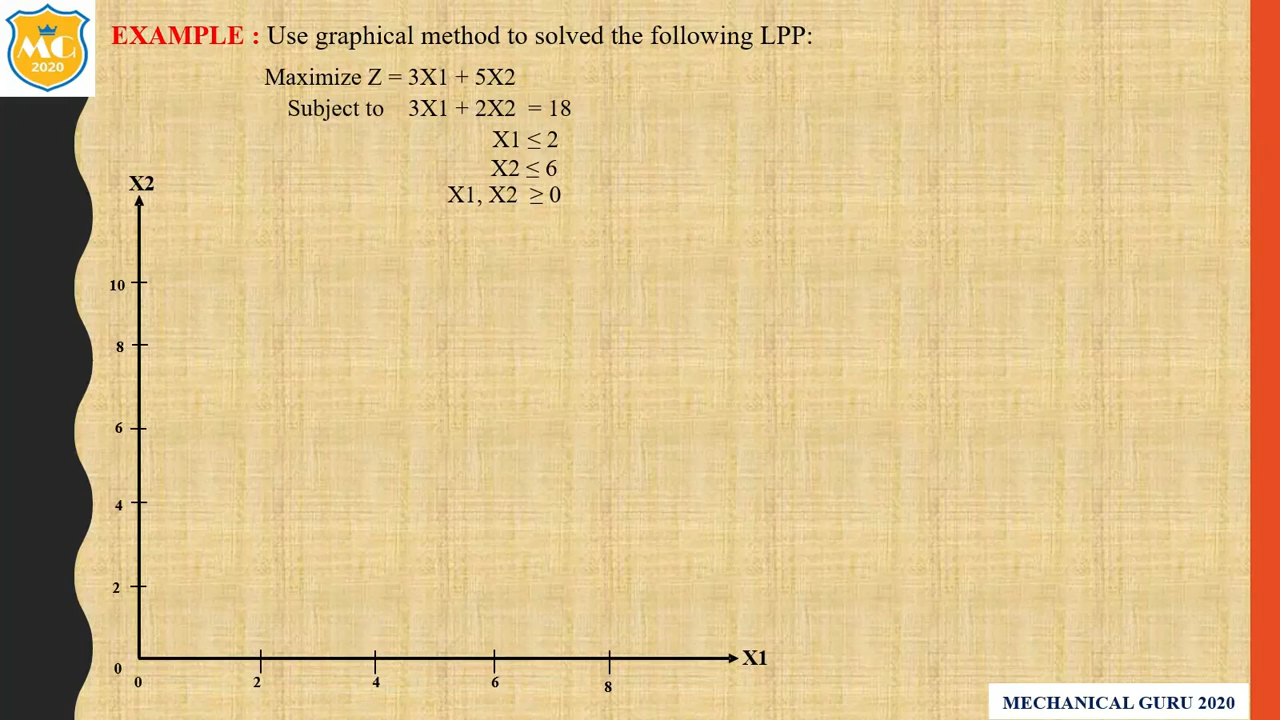 MG
2020
EXAMPLE : Use graphical method to solved the following LPP:
Maximize Z = 3X1 + 5X2
Subject to 3X1 + 2X2 = 18
X1 ≤ 2
X2 ≤ 6
X1, X2 ≥ 0
X2
10
8
6
4
2
0
0 2 4 6 8
X1
MECHANICAL GURU 2020